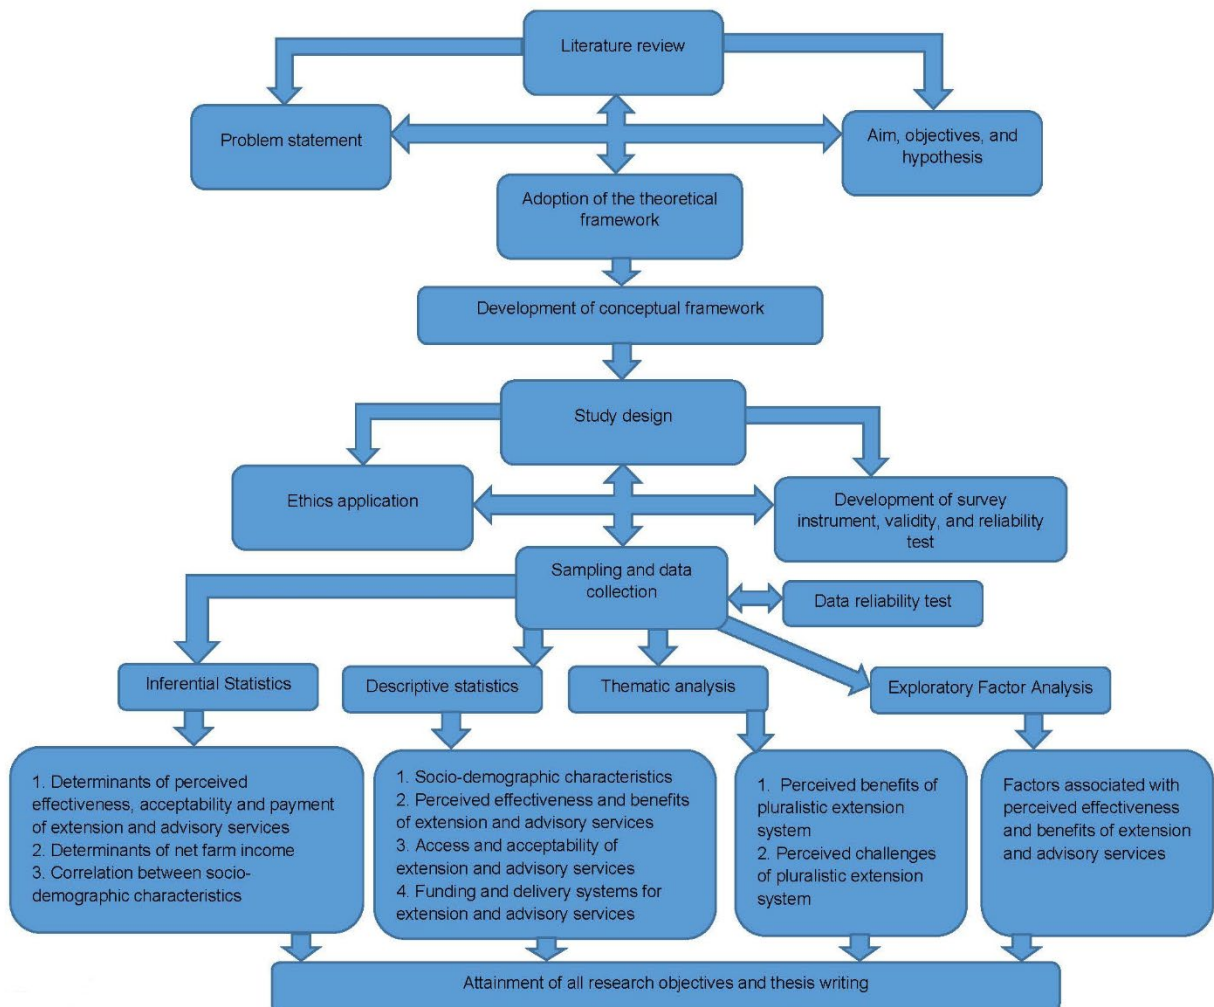 Literature review
Problem statement
Aim, objectives, and
hypothesis
Adoption of the theoretical
framework
Development of conceptual framework
Study design
Ethics application
Development of survey
instrument, validity, and reliability
test
Sampling and data
collection
Data reliability test
Inferential Statistics
Descriptive statistics
Thematic analysis
Exploratory Factor Analysis
1. Determinants of perceived
effectiveness, acceptability and payment
of extension and advisory services
2. Determinants of net farm income
3. Correlation between socio-
demographic characteristics
1. Socio-demographic characteristics
2. Perceived effectiveness and benefits
of extension and advisory services
3. Access and acceptability of
extension and advisory services
4. Funding and delivery systems for
extension and advisory services
1. Perceived benefits of
pluralistic extension
system
2. Perceived challenges
of pluralistic extension
system
Factors associated with
perceived effectiveness
and benefits of extension
and advisory services
Attainment of all research objectives and thesis writing